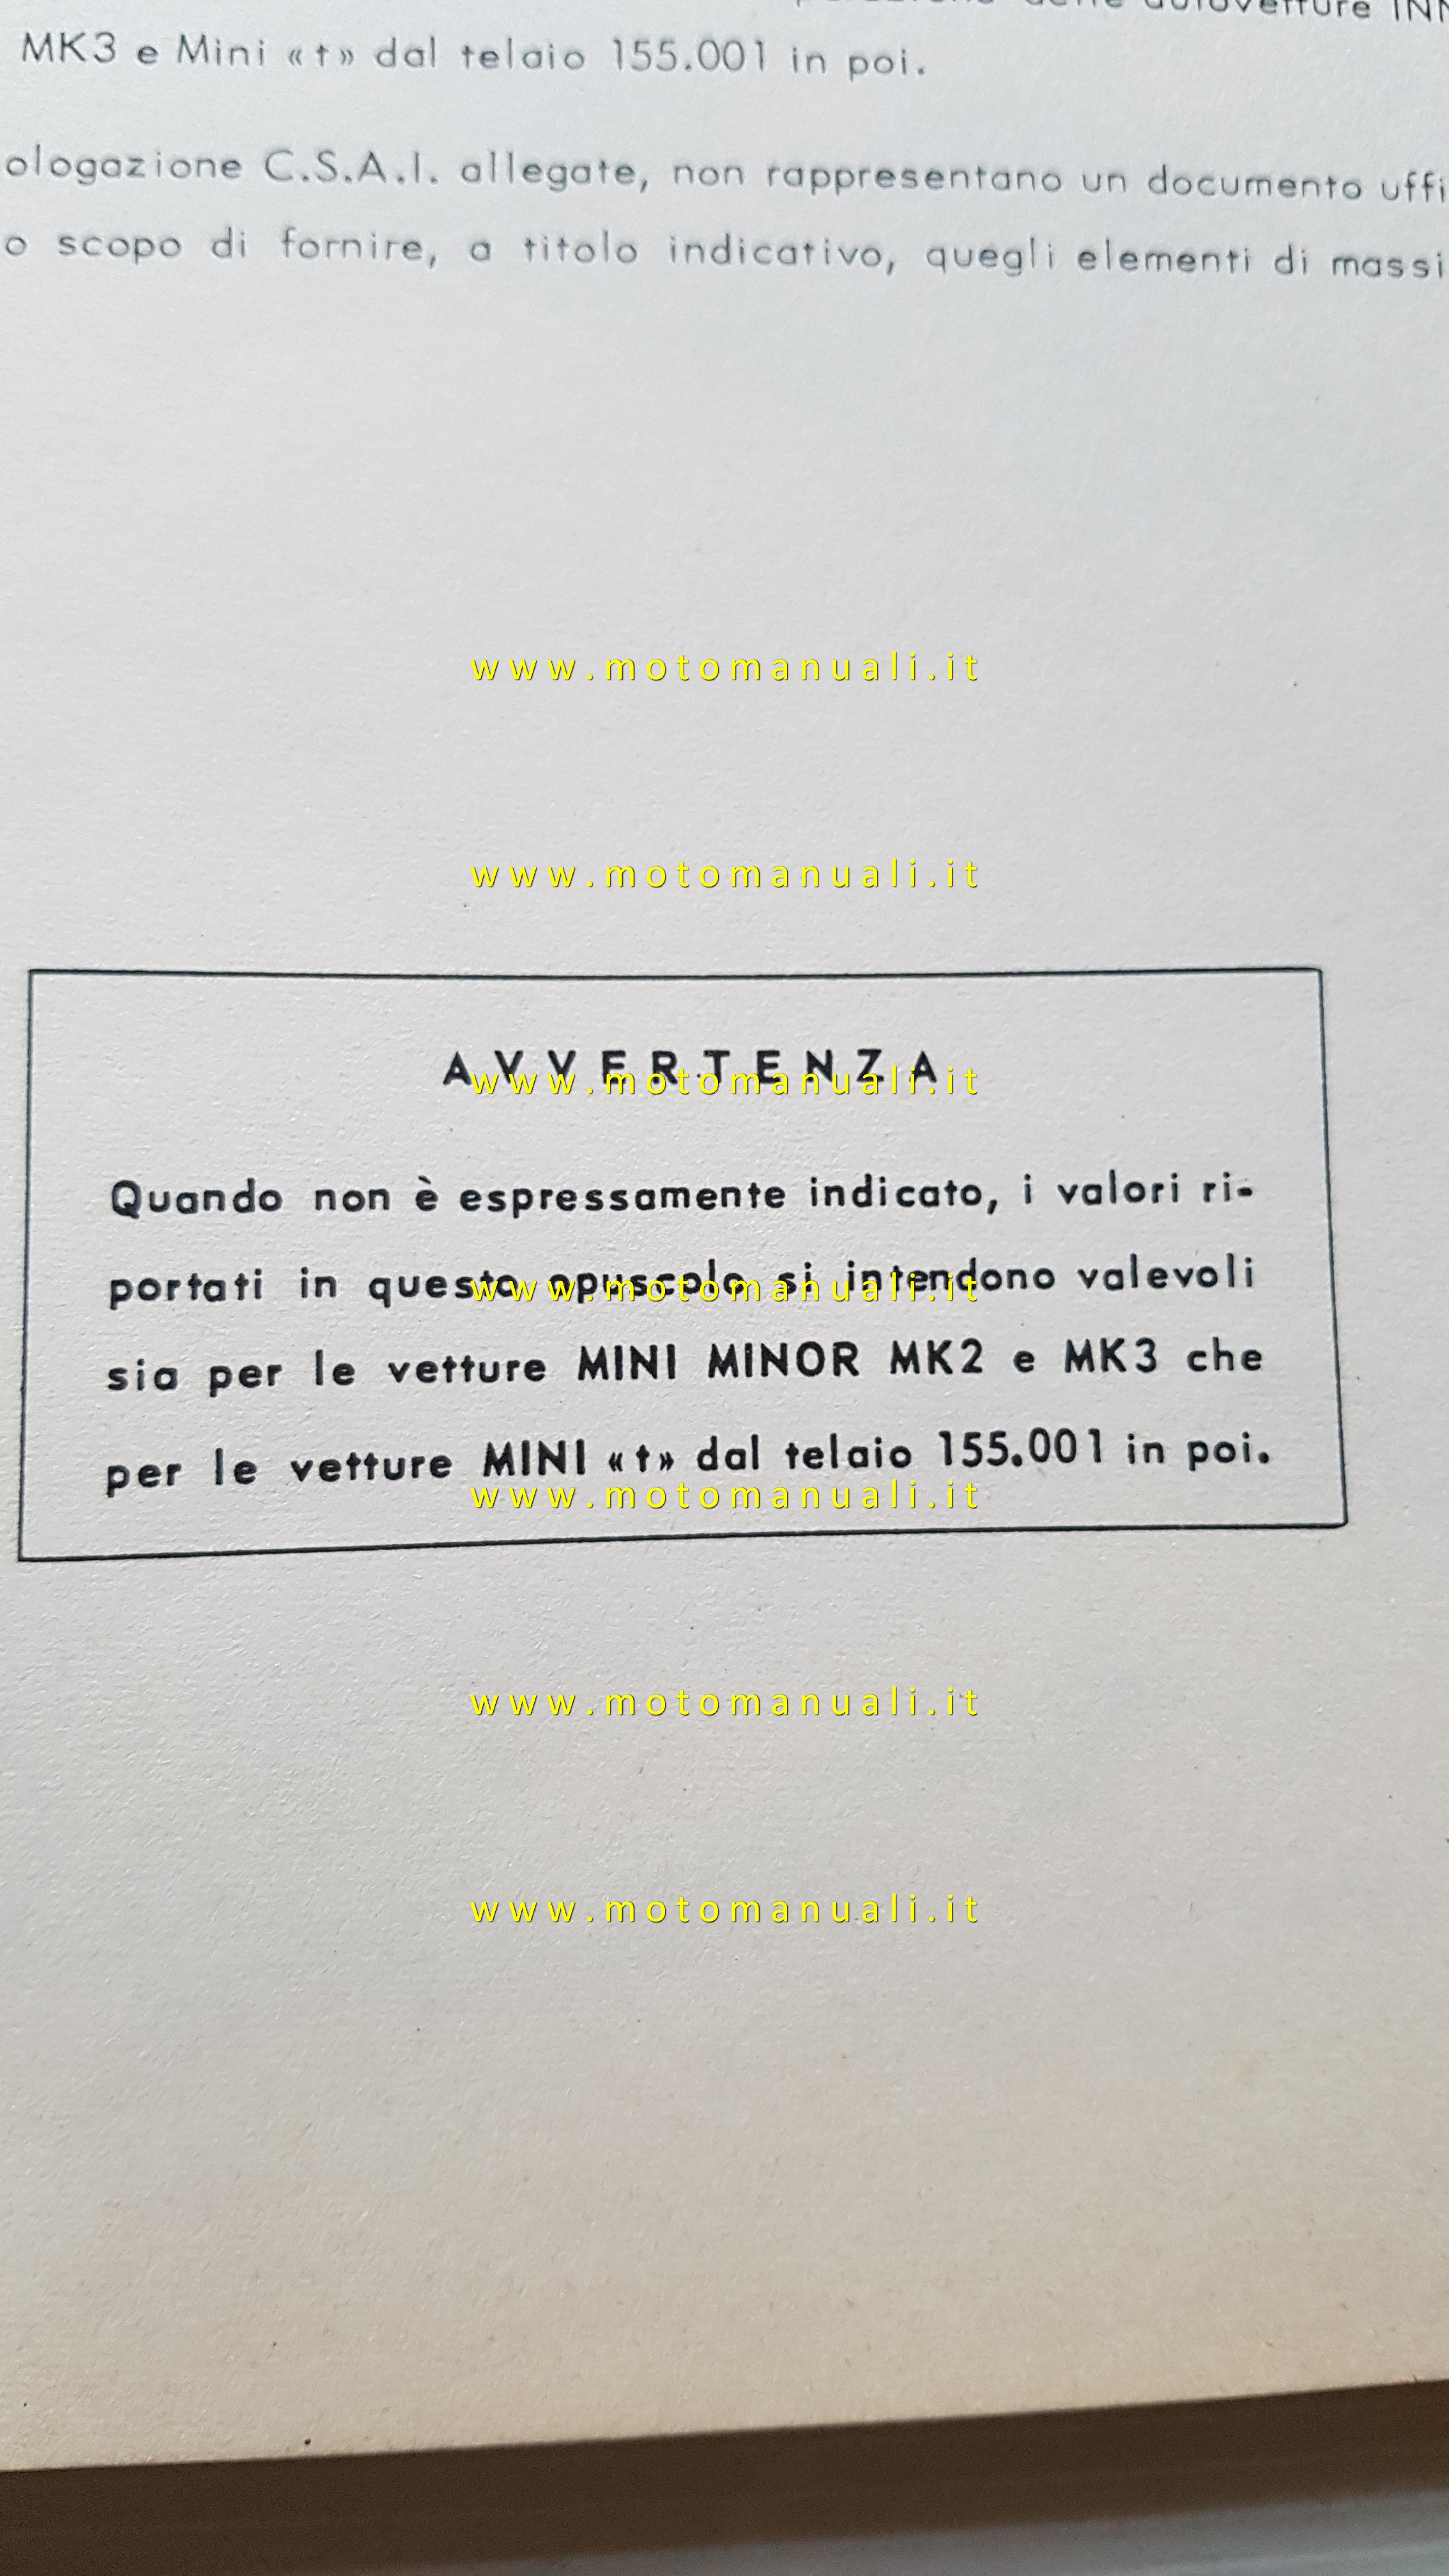 delle autovetture
MK3 e Mini «t» dal telaio 155.001 in poi.
ologazione C.S.A.I. allegate, non rappresentano un documento uffi
o scopo di fornire, a titolo indicativo, quegli elementi di massi
www.motomanuali.it
www.motomanuali.it
AVVERTENZA
www.motomanuali.it
Quando non è espressamente indicato, i valori ri-
portati in questo opuscolo si intendono valevoli
www.motomanuali.it
sia per le vetture MINI MINOR MK2 e MK3 che
per le vetture MINI «t» dal telaio 155.001 in poi.
www.motomanuali.it
www.motomanuali.it
www.motomanuali.it